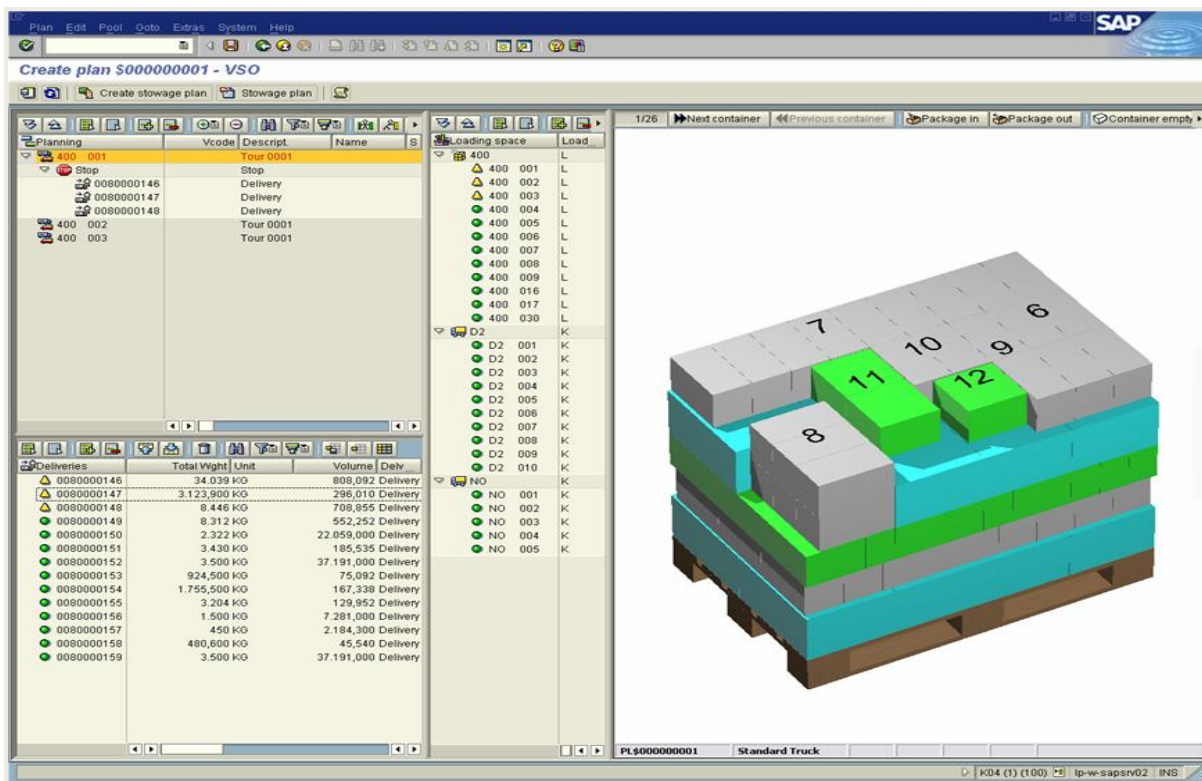 Plan Edit Pool Goto Extras System Help
SAP
Create plan $000000001 - VSO
Create stowage plan Stowage plan
Planning Vcode Descript. Name S
400 001 Tour 0001
Stop Stop
0080000146 Delivery
0080000147 Delivery
0080000148 Delivery
400 002 Tour 0001
400 003 Tour 0001
Deliveries Total Wght Unit Volume Delv...
0080000146 34.039 KG 808,092 Delivery
0080000147 3.123,900 KG 296,010 Delivery
0080000148 8.446 KG 708,855 Delivery
0080000149 8.312 KG 552,252 Delivery
0080000150 2.322 KG 22.059,000 Delivery
0080000151 3.430 KG 185,535 Delivery
0080000152 3.500 KG 37.191,000 Delivery
0080000153 924,500 KG 75,092 Delivery
0080000154 1.755,500 KG 167,338 Delivery
0080000155 3.204 KG 129,952 Delivery
0080000156 1.500 KG 7.281,000 Delivery
0080000157 450 KG 2.184,300 Delivery
0080000158 480,600 KG 45,540 Delivery
0080000159 3.500 KG 37.191,000 Delivery
Loading space Load...
400 L
400 001 L
400 002 L
400 003 L
400 004 L
400 005 L
400 006 L
400 007 L
400 008 L
400 009 L
400 016 L
400 017 L
400 030 L
D2 K
D2 001 K
D2 002 K
D2 003 K
D2 004 K
D2 005 K
D2 006 K
D2 007 K
D2 008 K
D2 009 K
D2 010 K
NO K
NO 001 K
NO 002 K
NO 003 K
NO 004 K
NO 005 K
1/26 Next container Previous container Package in Package out Container empty
6
7
10
9
11
12
8
PL$000000001 Standard Truck
K04 (1) (100) lp-w-sapsrv02 INS